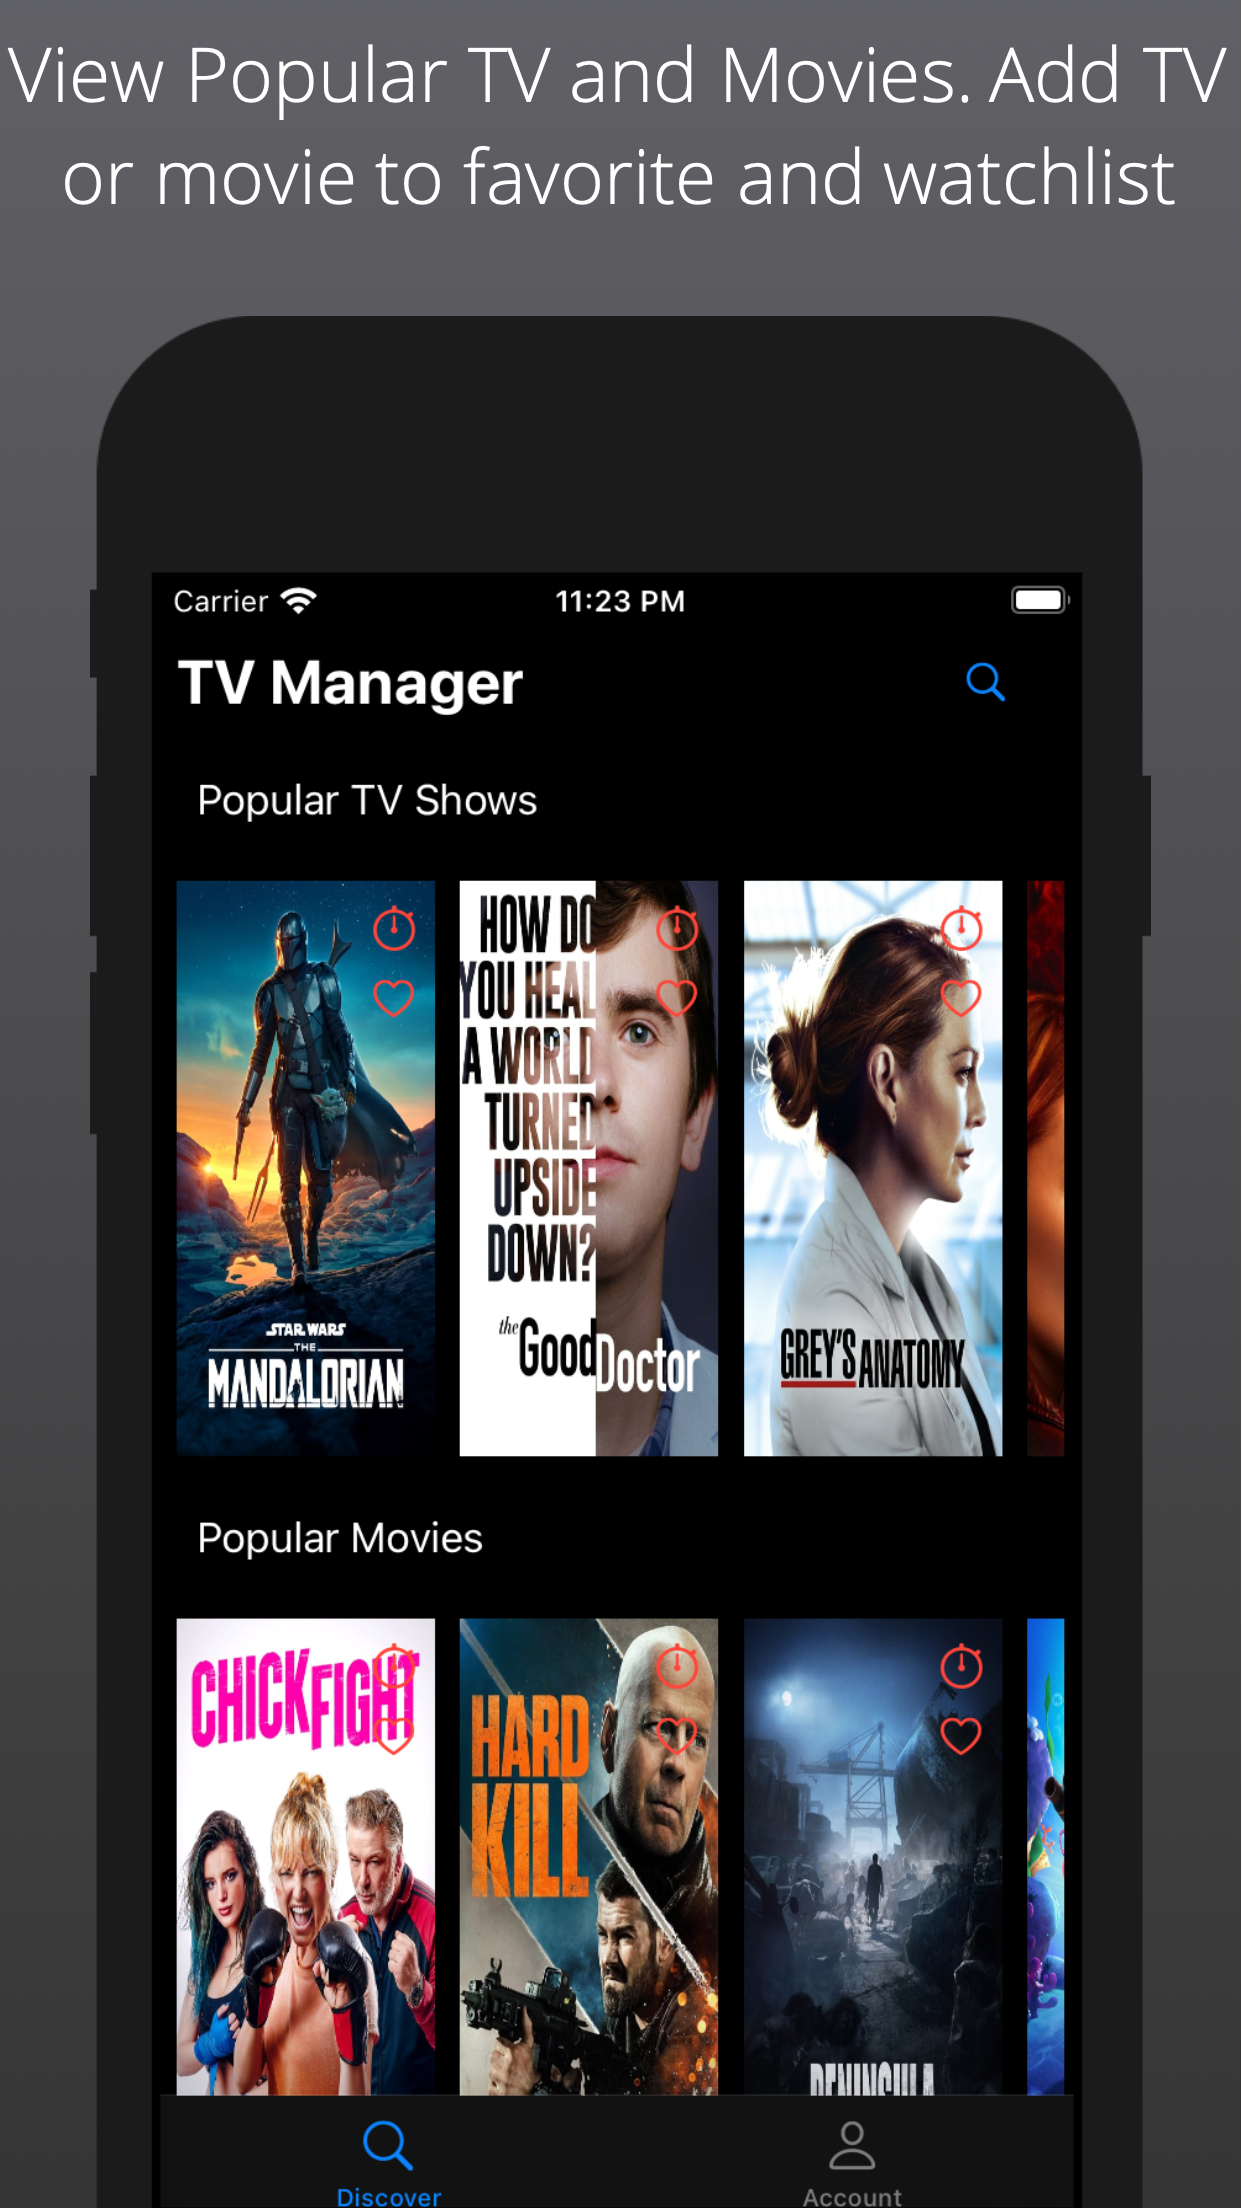 View Popular TV and Movies. Add TV
or movie to favorite and watchlist
Carrier
11:23 PM
TV Manager
Popular TV Shows
STAR WARS
THE
MANDALORIAN
HOW DO
YOU HEAL
A WORLD
TURNED
UPSIDE
DOWN?
the Good Doctor
GREY'S ANATOMY
Popular Movies
CHICK FIGHT
HARD
KILL
PENINSULA
Discover
Account